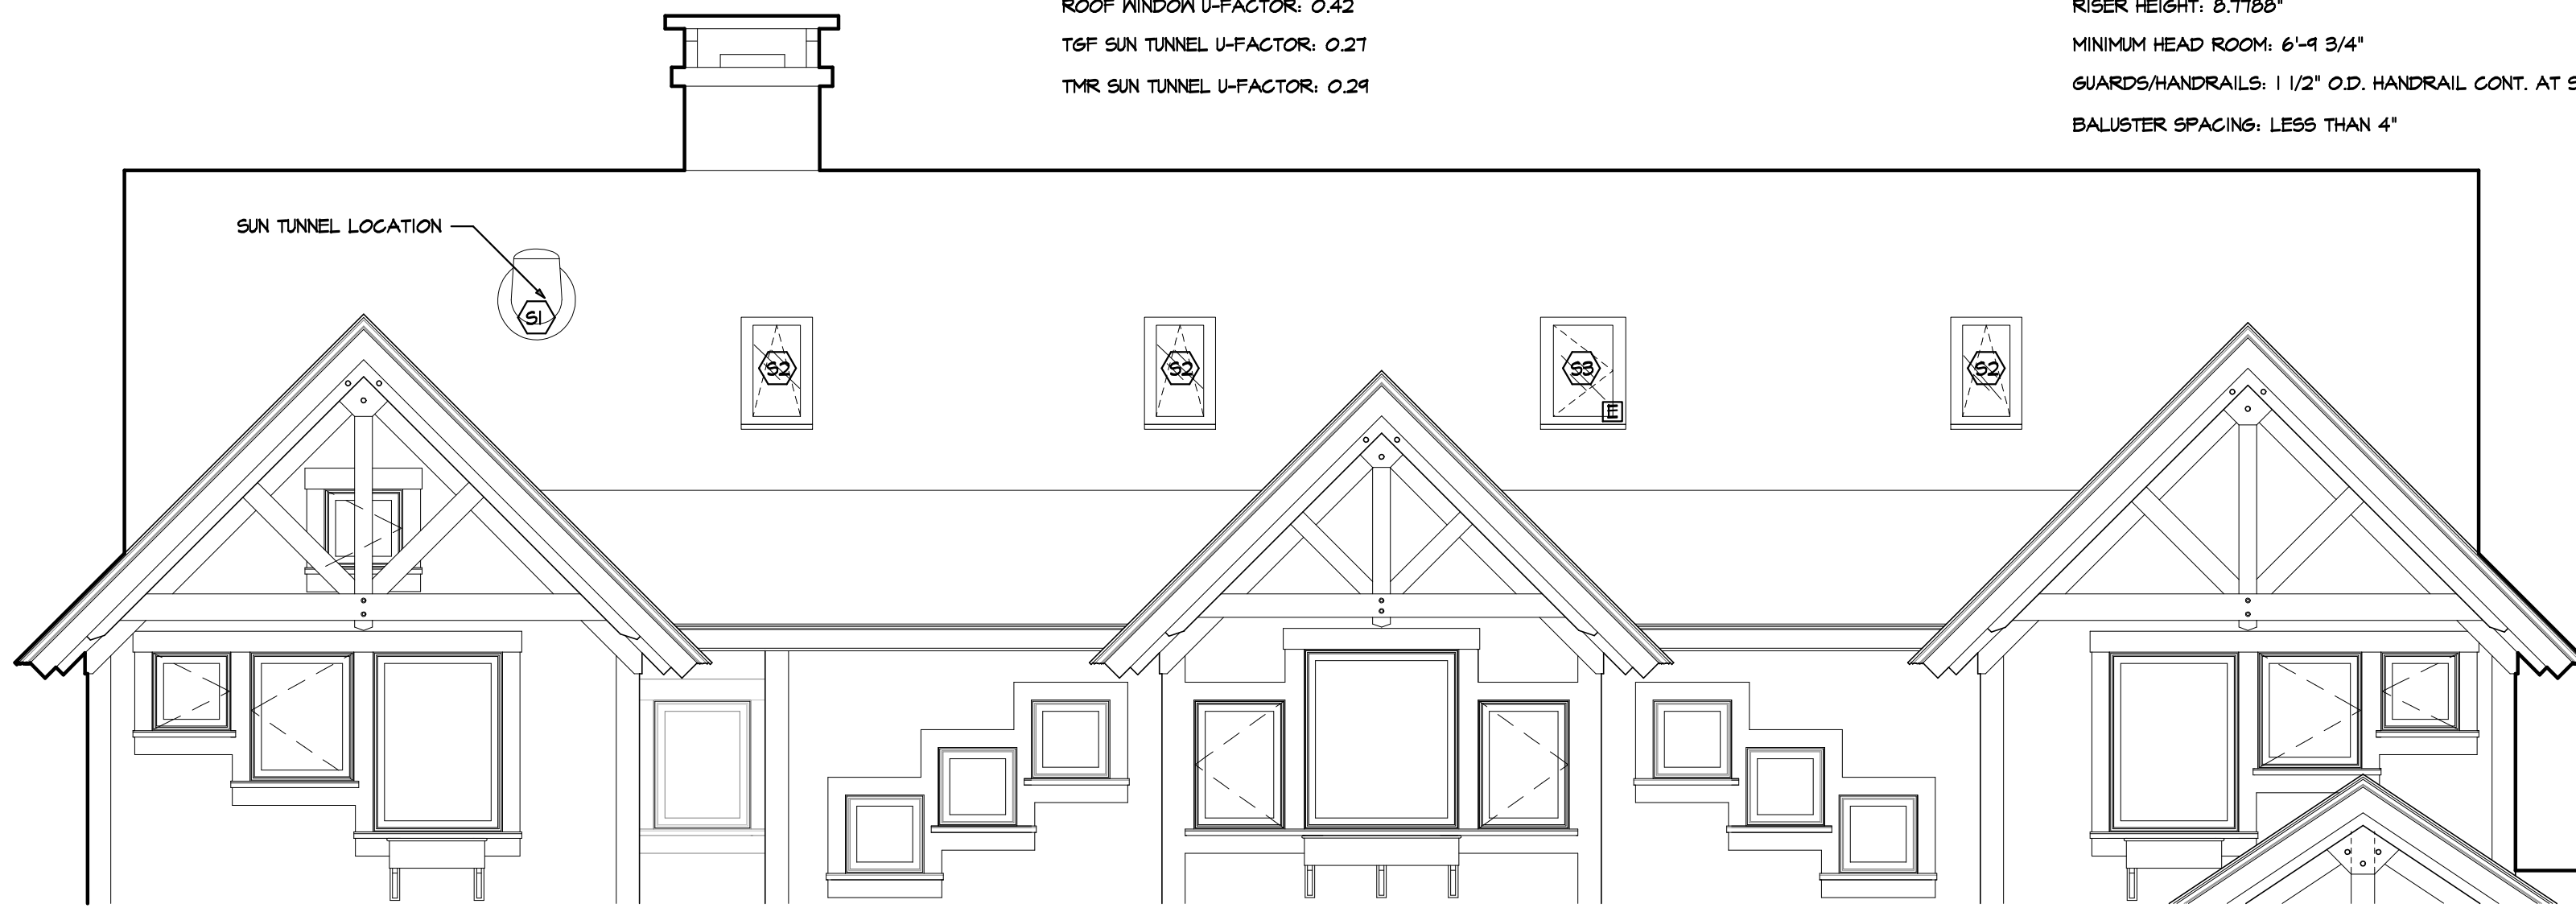 ROOF WINDOW U-FACTOR: 0.42
TGF SUN TUNNEL U-FACTOR: 0.27
TMR SUN TUNNEL U-FACTOR: 0.29
RISER HEIGHT: 8.7788"
MINIMUM HEAD ROOM: 6'-9 3/4"
GUARDS/HANDRAILS: 1 1/2" O.D. HANDRAIL CONT. AT S
BALUSTER SPACING: LESS THAN 4"
SUN TUNNEL LOCATION
S1
S2
S2
S3
E
S2